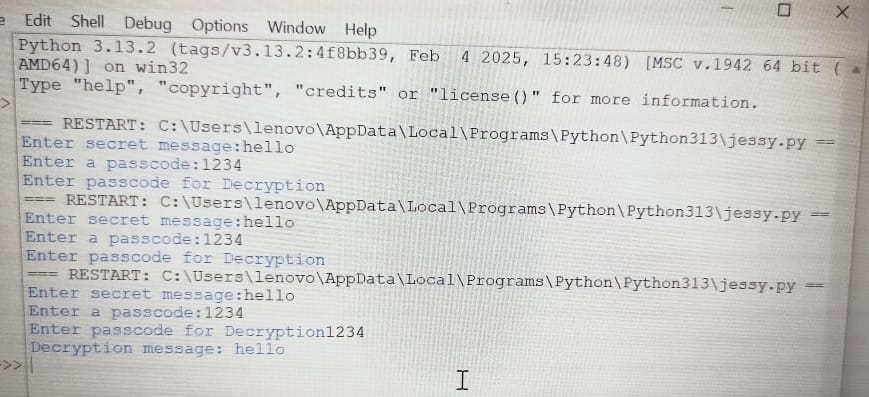 Edit Shell Debug Options Window Help
Python 3.13.2 (tags/v3.13.2:4f8bb39, Feb  4 2025, 15:23:48) [MSC v.1942 64 bit (
AMD64)] on win32
Type "help", "copyright", "credits" or "license()" for more information.
>
=== RESTART: C:\Users\lenovo\AppData\Local\Programs\Python\Python313\jessy.py ==
Enter secret message:hello
Enter a passcode:1234
Enter passcode for Decryption
=== RESTART: C:\Users\lenovo\AppData\Local\Programs\Python\Python313\jessy.py ==
Enter secret message:hello
Enter a passcode:1234
Enter passcode for Decryption
=== RESTART: C:\Users\lenovo\AppData\Local\Programs\Python\Python313\jessy.py ==
Enter secret message:hello
Enter a passcode:1234
Enter passcode for Decryption1234
Decryption message: hello
>>